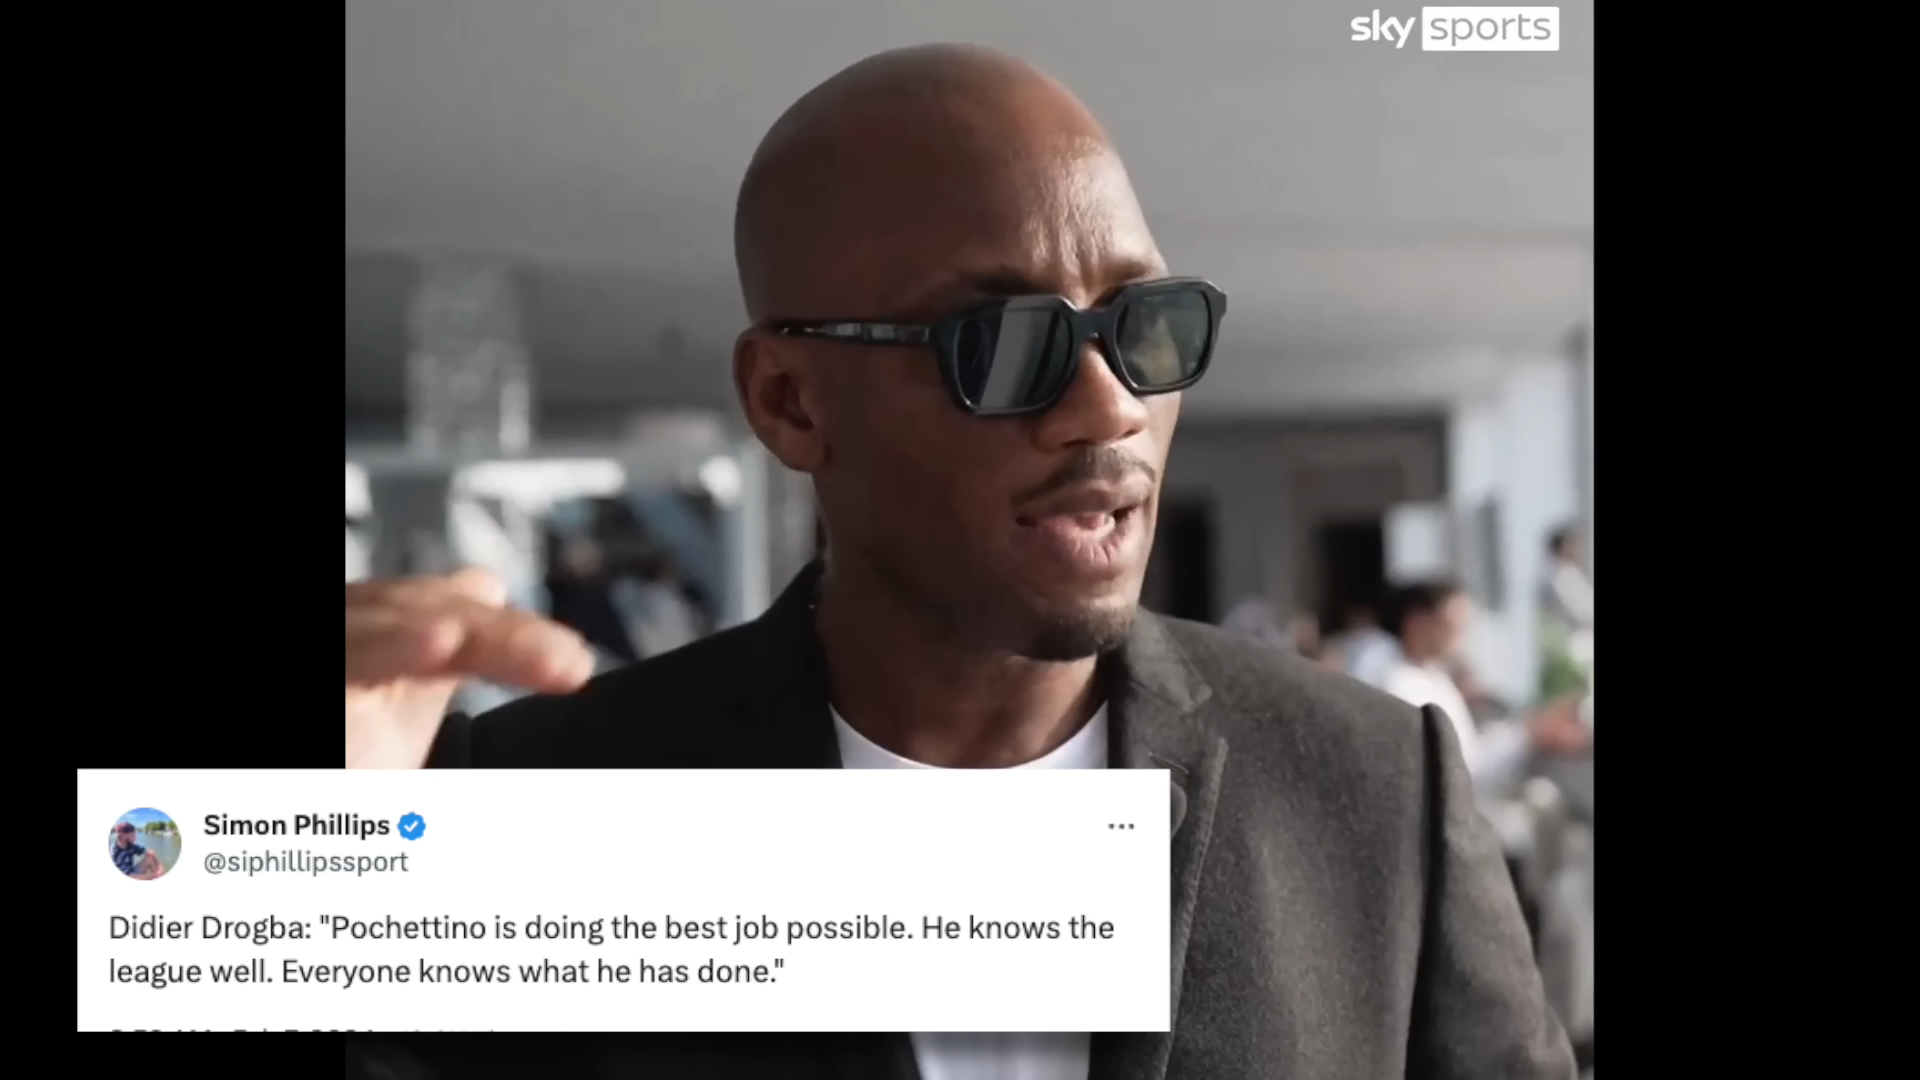 sky sports
Simon Phillips
@siphillipssport
Didier Drogba: "Pochettino is doing the best job possible. He knows the
league well. Everyone knows what he has done."